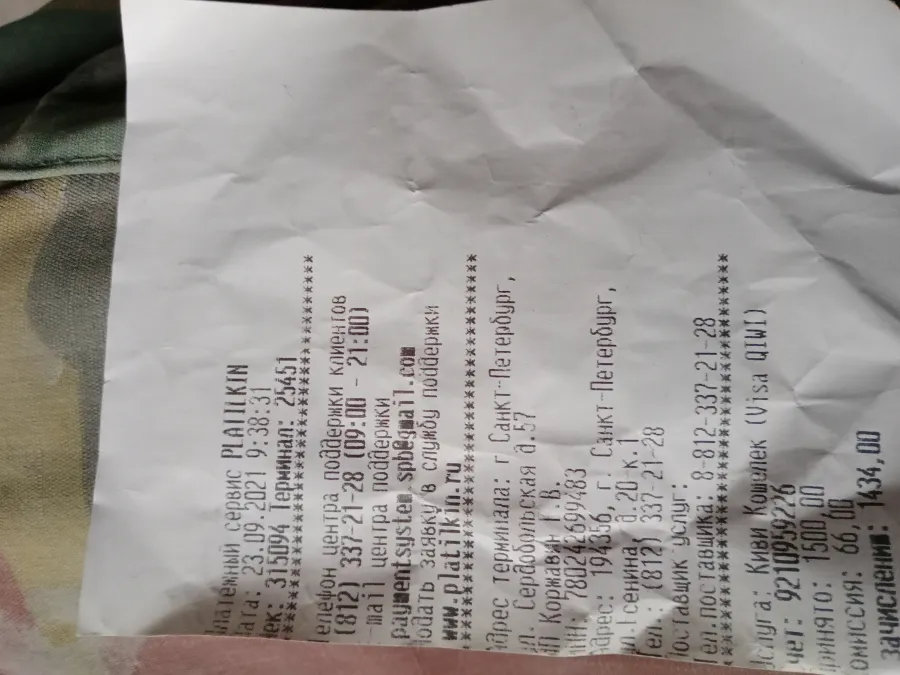 платежный сервис PLATILKIN
Дата: 23.09.2021 9:38:31
Чек: 315094 Терминал: 25451
************************
Телефон центра поддержки клиентов
(812) 337-21-28 (09:00 - 21:00)
E-mail центра поддержки
paymentsystem.spb@gmail.com
Подать заявку в службу поддержки
www.platilkin.ru
************************
Адрес терминала: г Санкт-Петербург,
ул. Сердобольская д.57
ИП Коржавин Г.В.
ИНН: 780242699483
Адрес: 194356, г. Санкт-Петербург,
д.20 к.1
Тел: (812) 337-21-28
Поставщик услуг:
Тел.поставщика: 8-812-337-21-28
************************
Услуга: Киви Кошелек (Visa QIWI)
Счет: 9210959226
Принято: 1500,00
Комиссия: 66,00
К зачислению: 1434,00